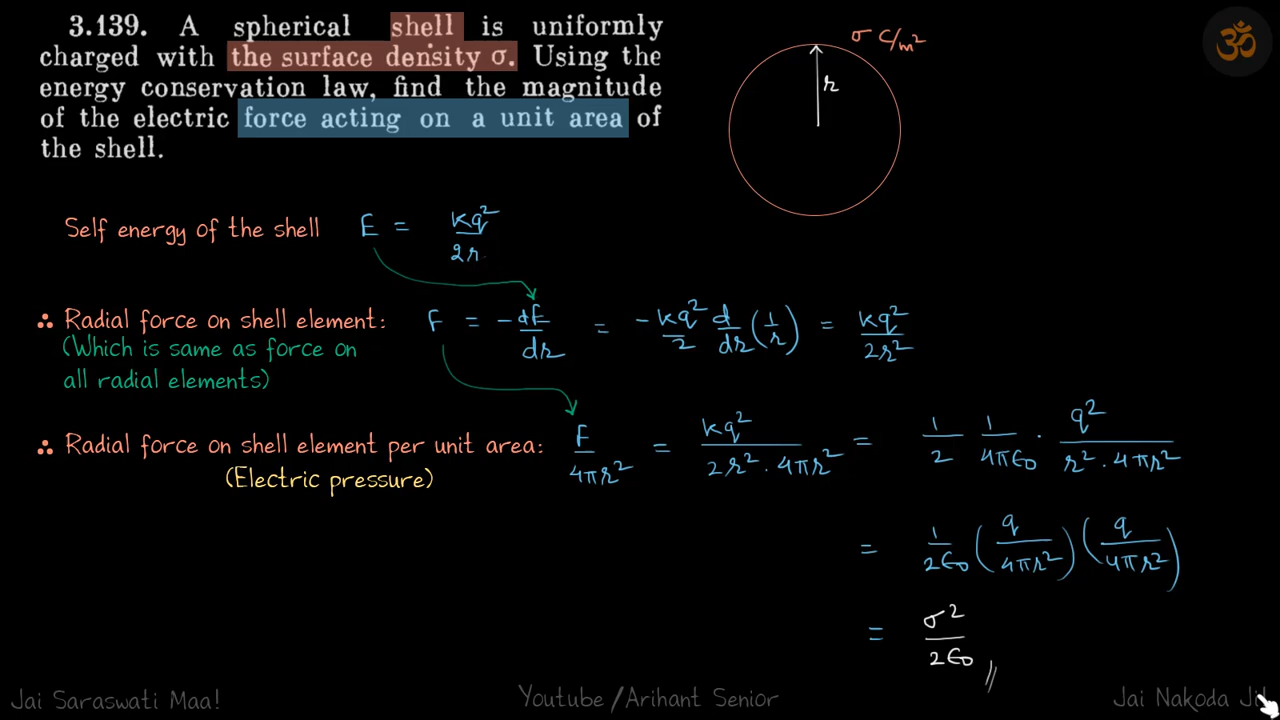 3.139. A spherical shell is uniformly
charged with the surface density σ. Using the
energy conservation law, find the magnitude
of the electric force acting on a unit area of
the shell.
σ C/m²
r
ॐ
Self energy of the shell E = kq²/2r
∴ Radial force on shell element: F = -dE/dr = -kq²/2 d/dr (1/r) = kq²/2r²
(Which is same as force on
all radial elements)
∴ Radial force on shell element per unit area: F/4πr² = kq²/2r² · 4πr² = 1/2 1/4πε₀ · q²/r² · 4πr²
(Electric pressure)
= 1/2ε₀ (q/4πr²) (q/4πr²)
= σ²/2ε₀ //
Jai Saraswati Maa! Youtube/Arihant Senior Jai Nakoda Ji!